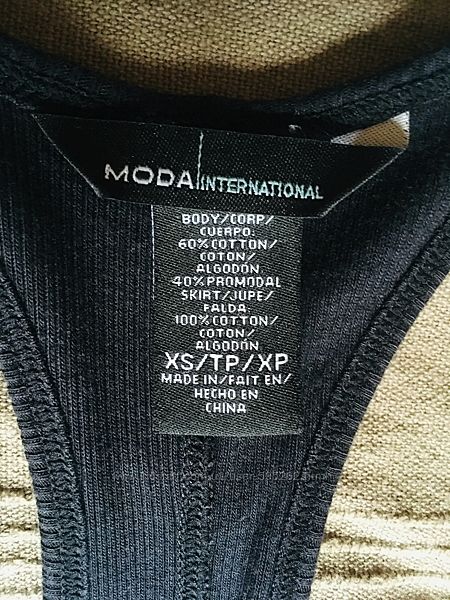 MODA INTERNATIONAL
BODY/CORP/
CUERPO:
60% COTTON/
COTON/
ALGODÓN
40% PROMODAL
SKIRT/JUPE/
FALDA
100% COTTON/
COTON/
ALGODÓN
XS/TP/XP
MADE IN/FAIT EN/
HECHO EN
CHINA